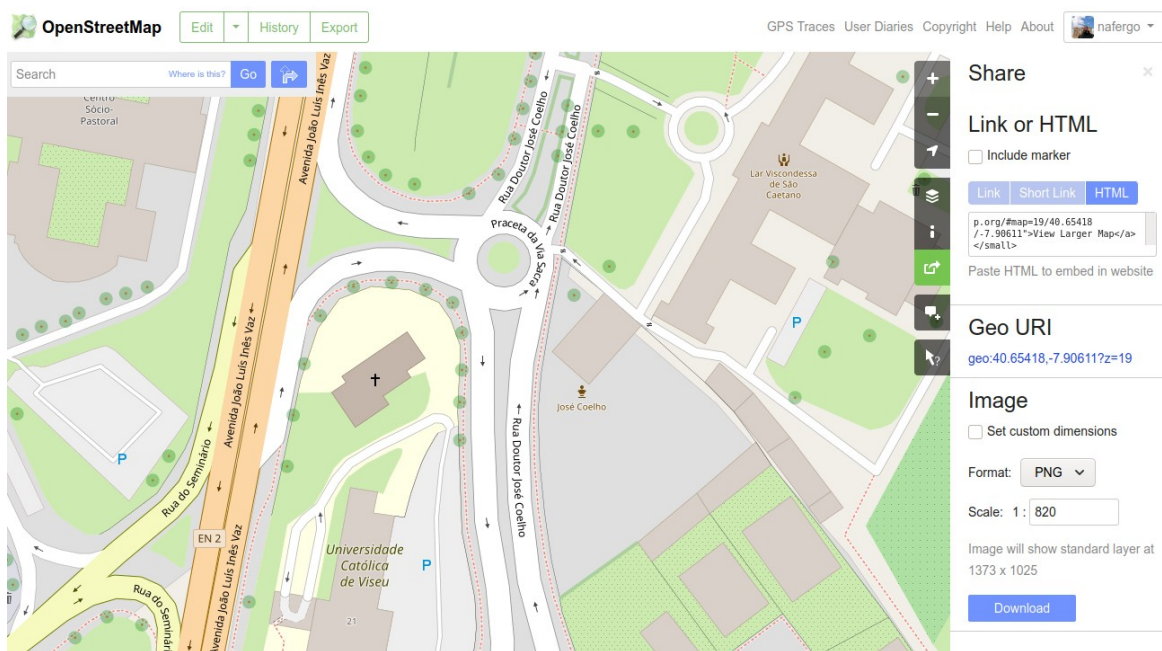 OpenStreetMap
Edit
History
Export
GPS Traces
User Diaries
Copyright
Help
About
nafergo
Search
Where is this?
Go
Centro
Sócio-
Pastoral
Avenida João Luís Inês Vaz
Rua Doutor José Coelho
Rua Doutor José Coelho
Praceta da Via Sacra
Lar Viscondessa
de São
Caetano
P
José Coelho
Avenida João Luís Inês Vaz
Rua do Seminário
P
Rua Doutor José Coelho
EN 2
Universidade
Católica
de Viseu
P
Avenida João Luís Inês Vaz
Rua do Seminário
21
Share
Link or HTML
Include marker
Link
Short Link
HTML
p.org/#map=19/40.65418
/-7.90611">View Larger Map</a>
</small>
Paste HTML to embed in website
Geo URI
geo:40.65418,-7.90611?z=19
Image
Set custom dimensions
Format: PNG
Scale: 1 : 820
Image will show standard layer at
1373 x 1025
Download